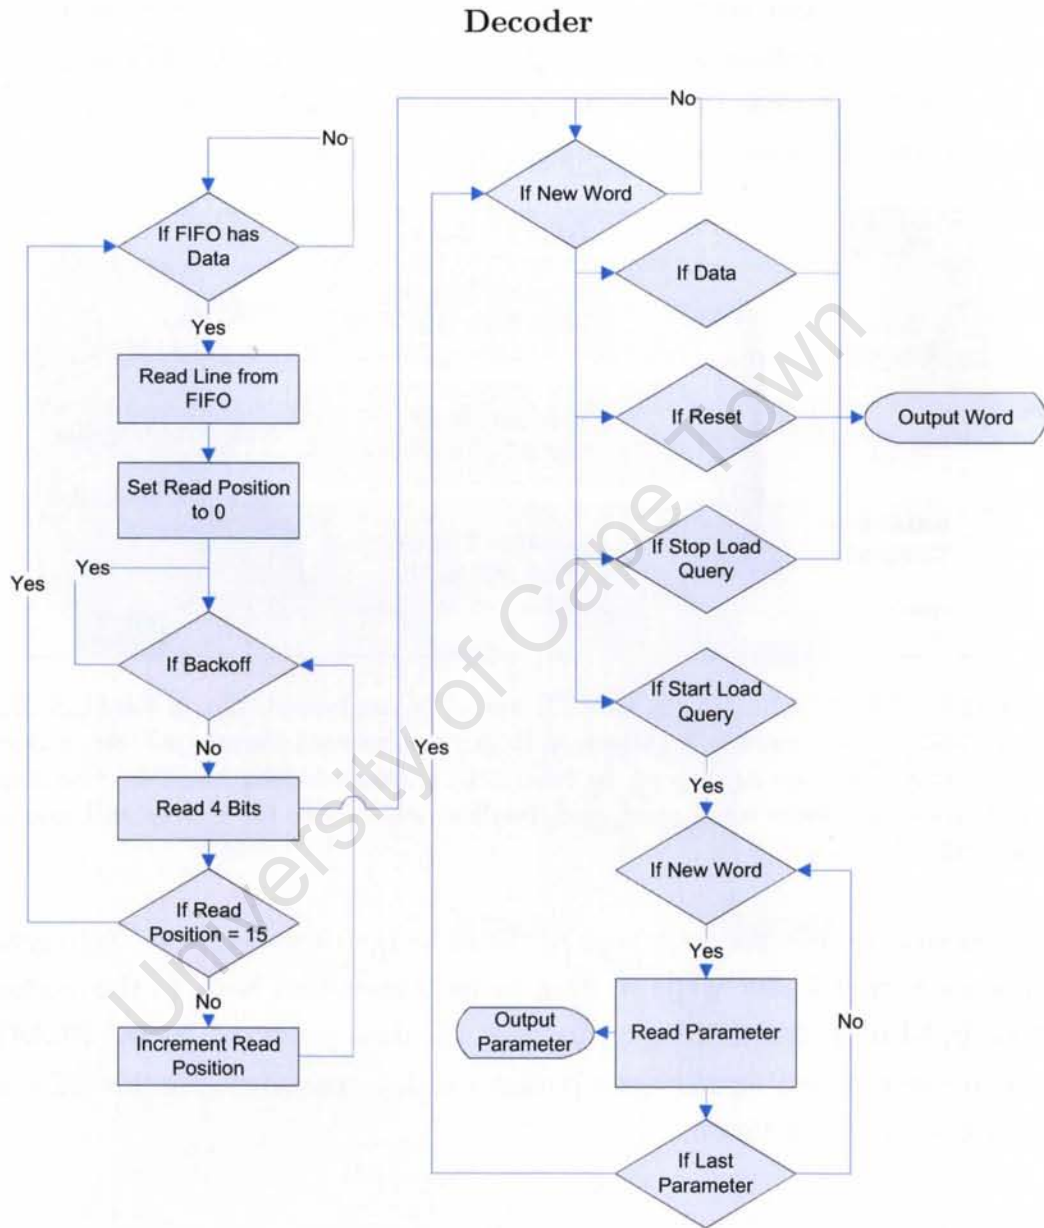 Decoder
No
If FIFO has
Data
Yes
Read Line from
FIFO
Set Read Position
to 0
Yes
Yes
If Backoff
No
Read 4 Bits
If Read
Position = 15
No
Increment Read
Position
No
If New Word
If Data
If Reset
Output Word
If Stop Load
Query
If Start Load
Query
Yes
Yes
If New Word
Yes
Output
Parameter
Read Parameter
No
If Last
Parameter
University of Cape Town